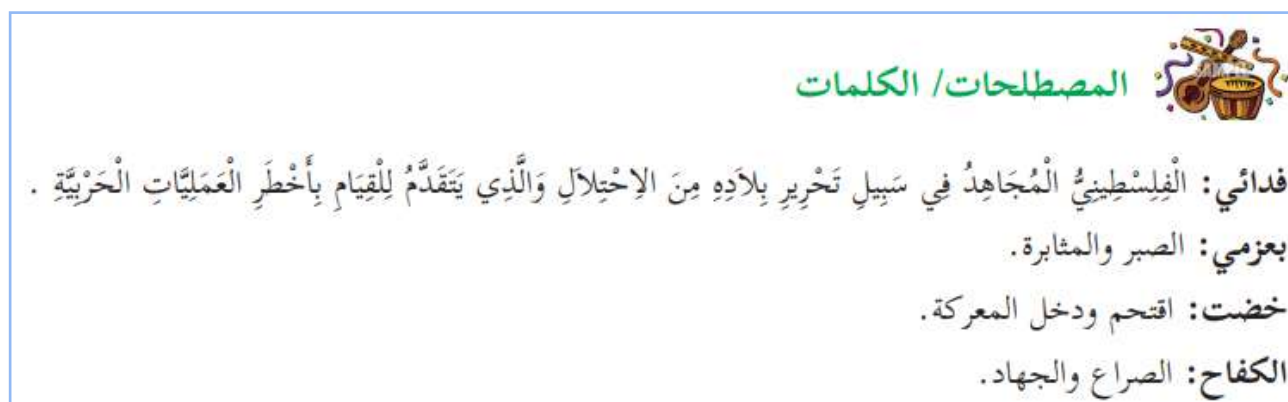 المصطلحات/ الكلمات
فدائي: الْفِلِسْطِينِيُّ الْمُجَاهِدُ فِي سَبِيلِ تَحْرِيرِ بِلاَدِهِ مِنَ الاِحْتِلاَلِ وَالَّذِي يَتَقَدَّمُ لِلْقِيَامِ بِأَخْطَرِ الْعَمَلِيَّاتِ الْحَرْبِيَّةِ .
بعزمي: الصبر والمثابرة.
خضت: اقتحم ودخل المعركة.
الكفاح: الصراع والجهاد.